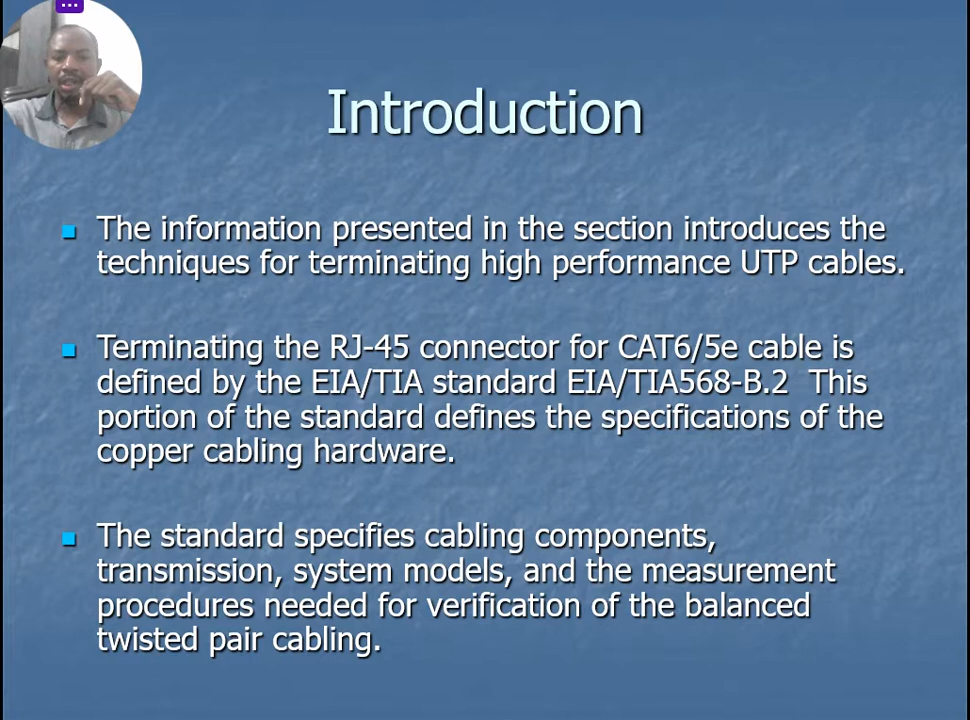 Introduction
The information presented in the section introduces the
techniques for terminating high performance UTP cables.
Terminating the RJ-45 connector for CAT6/5e cable is
defined by the EIA/TIA standard EIA/TIA568-B.2  This
portion of the standard defines the specifications of the
copper cabling hardware.
The standard specifies cabling components,
transmission, system models, and the measurement
procedures needed for verification of the balanced
twisted pair cabling.